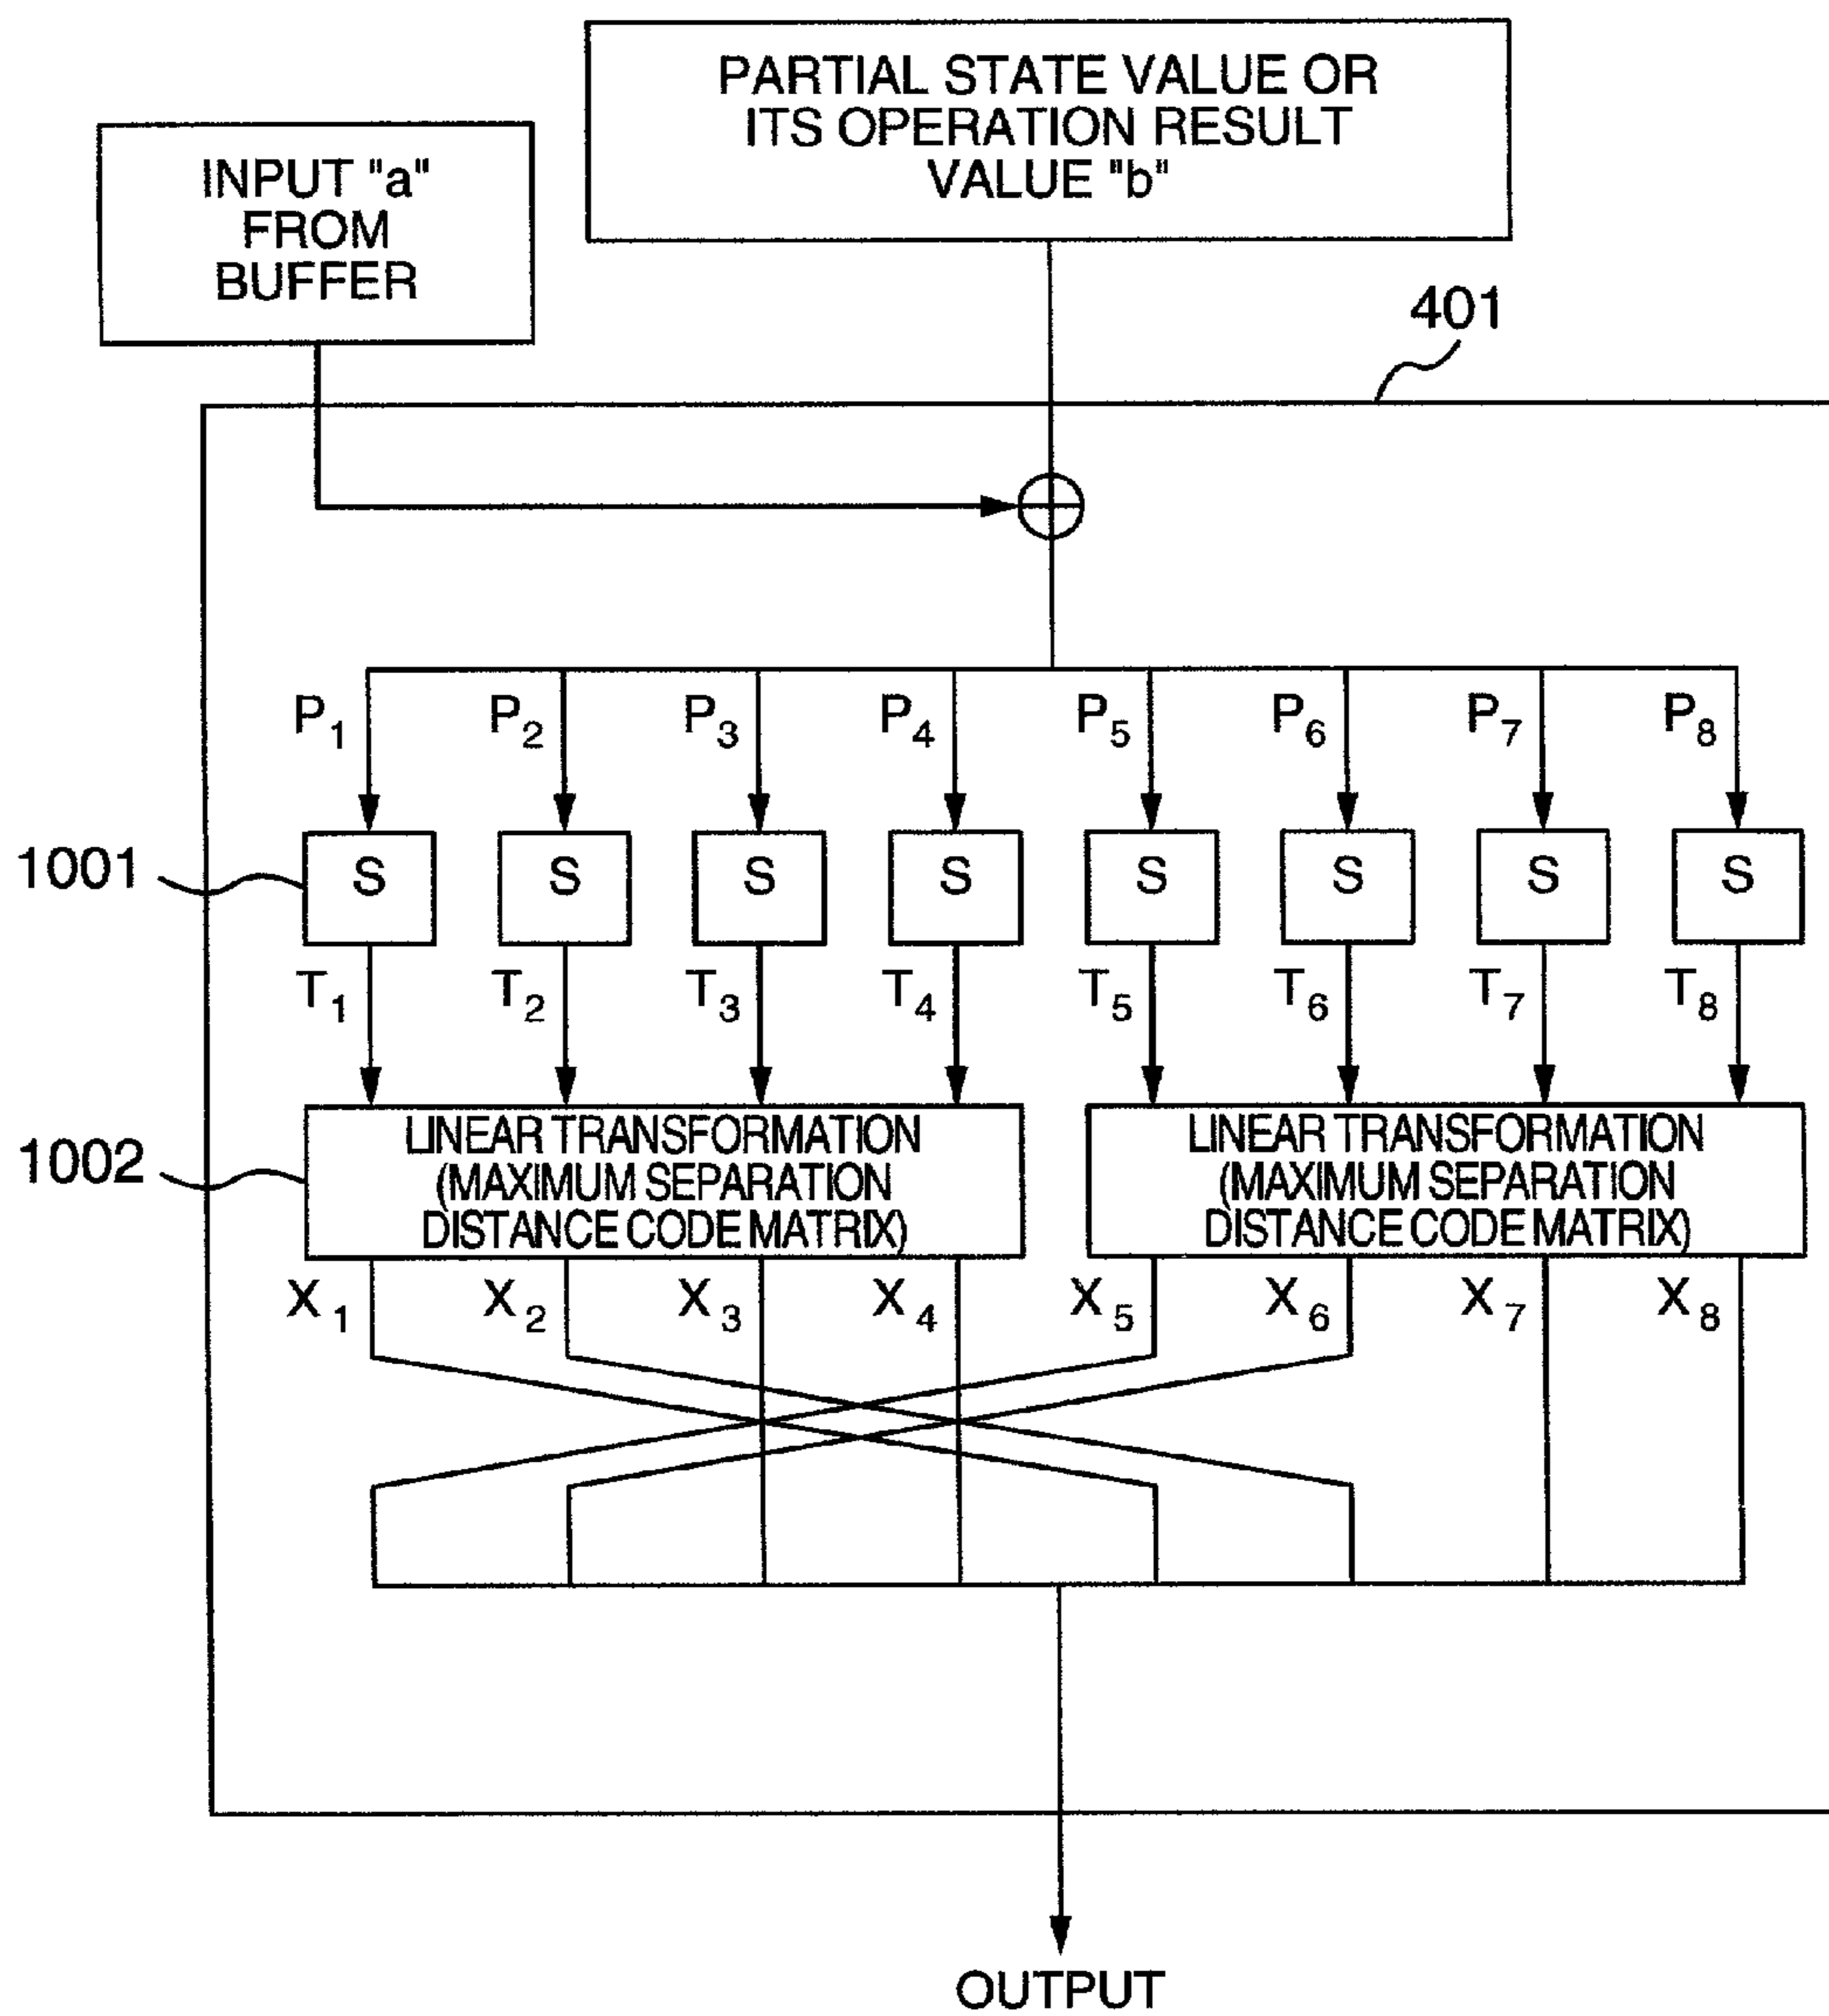 PARTIAL STATE VALUE OR
ITS OPERATION RESULT
VALUE "b"
INPUT "a"
FROM
BUFFER
401
P1 P2 P3 P4 P5 P6 P7 P8
1001 S S S S S S S S
T1 T2 T3 T4 T5 T6 T7 T8
1002
LINEAR TRANSFORMATION
(MAXIMUM SEPARATION
DISTANCE CODE MATRIX)
LINEAR TRANSFORMATION
(MAXIMUM SEPARATION
DISTANCE CODE MATRIX)
X1 X2 X3 X4 X5 X6 X7 X8
OUTPUT